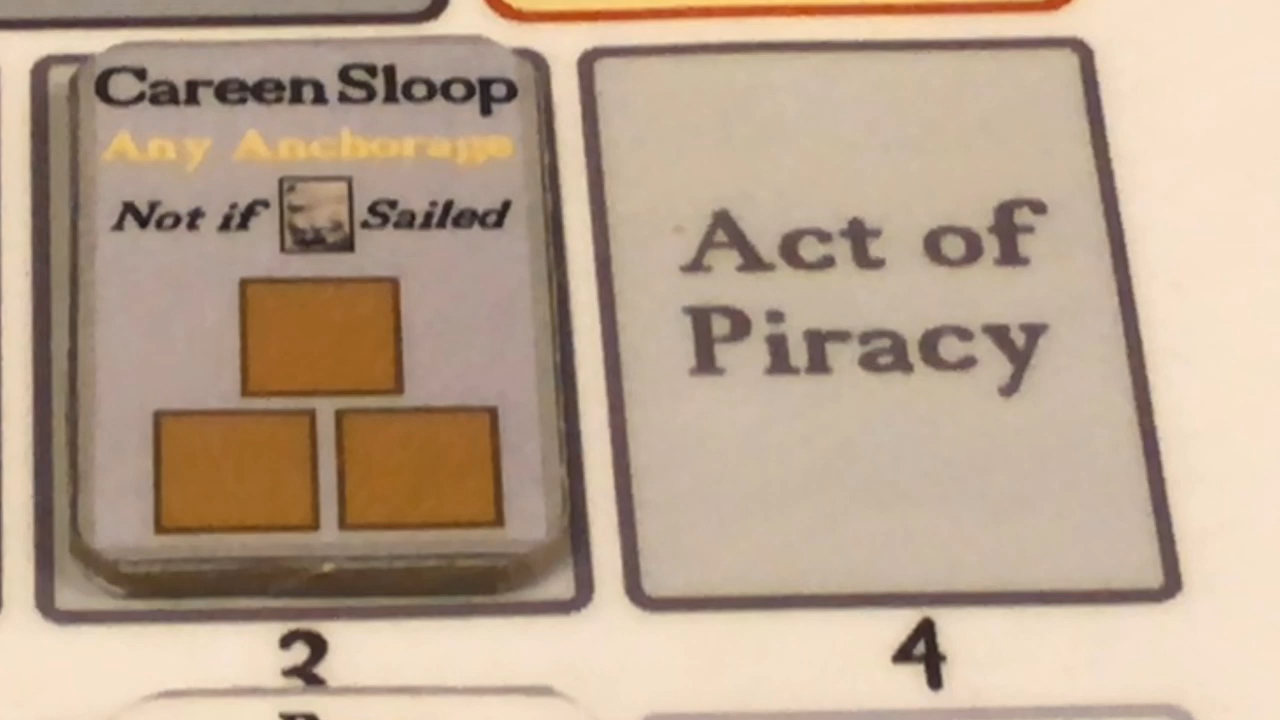 Careen Sloop
Any Anchorage
Not if Sailed
Act of
Piracy
3
4